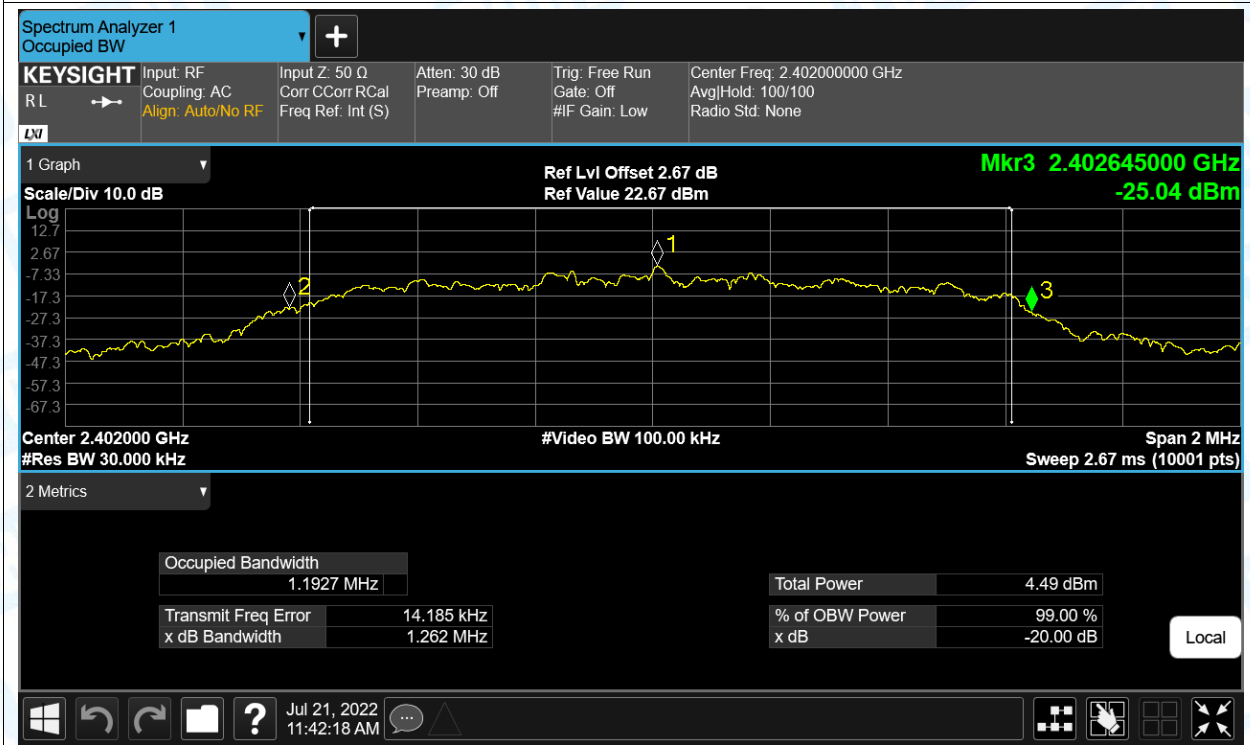 Spectrum Analyzer 1
Occupied BW
▼
+
KEYSIGHT
R L
LXI
Input: RF
Coupling: AC
Align: Auto/No RF
Input Z: 50 Ω
Corr CCorr RCal
Freq Ref: Int (S)
Atten: 30 dB
Preamp: Off
Trig: Free Run
Gate: Off
#IF Gain: Low
Center Freq: 2.402000000 GHz
Avg|Hold: 100/100
Radio Std: None
1 Graph ▼
Scale/Div 10.0 dB
Ref Lvl Offset 2.67 dB
Ref Value 22.67 dBm
Mkr3 2.402645000 GHz
-25.04 dBm
Log
12.7
2.67
-7.33
-17.3
-27.3
-37.3
-47.3
-57.3
-67.3
1
2
3
Center 2.402000 GHz
#Res BW 30.000 kHz
#Video BW 100.00 kHz
Span 2 MHz
Sweep 2.67 ms (10001 pts)
2 Metrics ▼
Occupied Bandwidth
1.1927 MHz
Transmit Freq Error 14.185 kHz
x dB Bandwidth 1.262 MHz
Total Power 4.49 dBm
% of OBW Power 99.00 %
x dB -20.00 dB
Local
?
Jul 21, 2022
11:42:18 AM